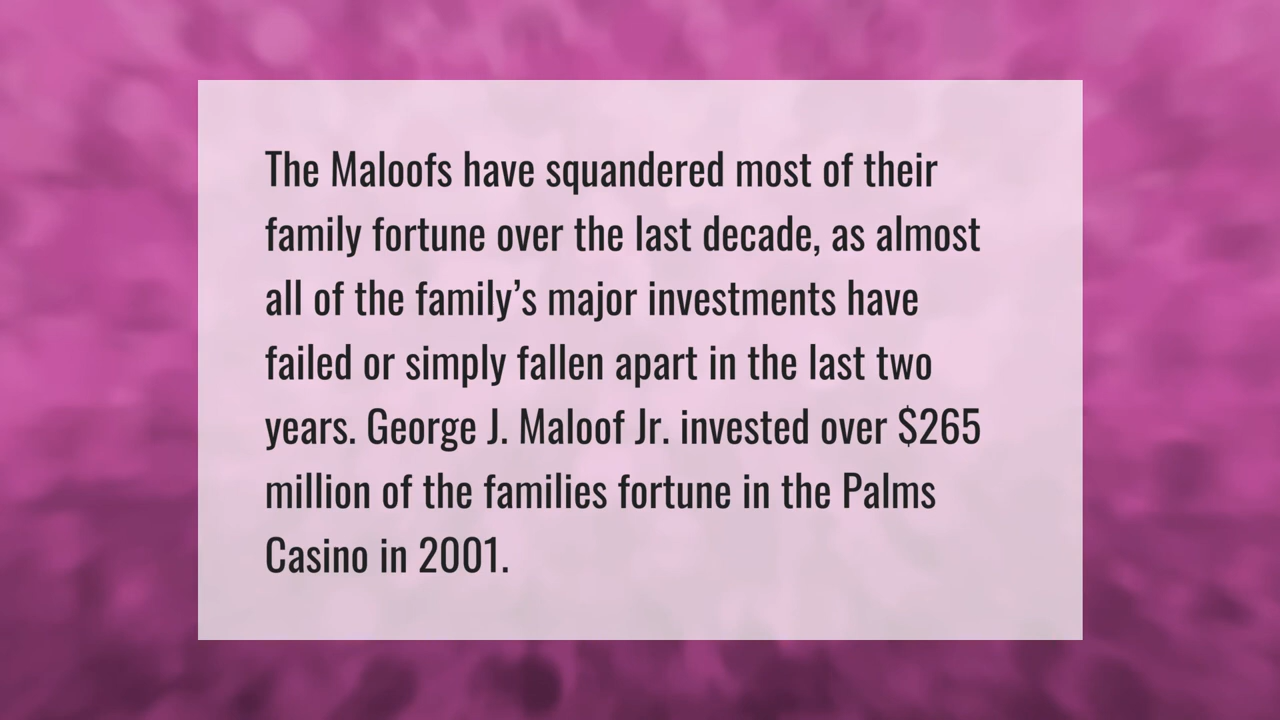 The Maloofs have squandered most of their
family fortune over the last decade, as almost
all of the family’s major investments have
failed or simply fallen apart in the last two
years. George J. Maloof Jr. invested over $265
million of the families fortune in the Palms
Casino in 2001.